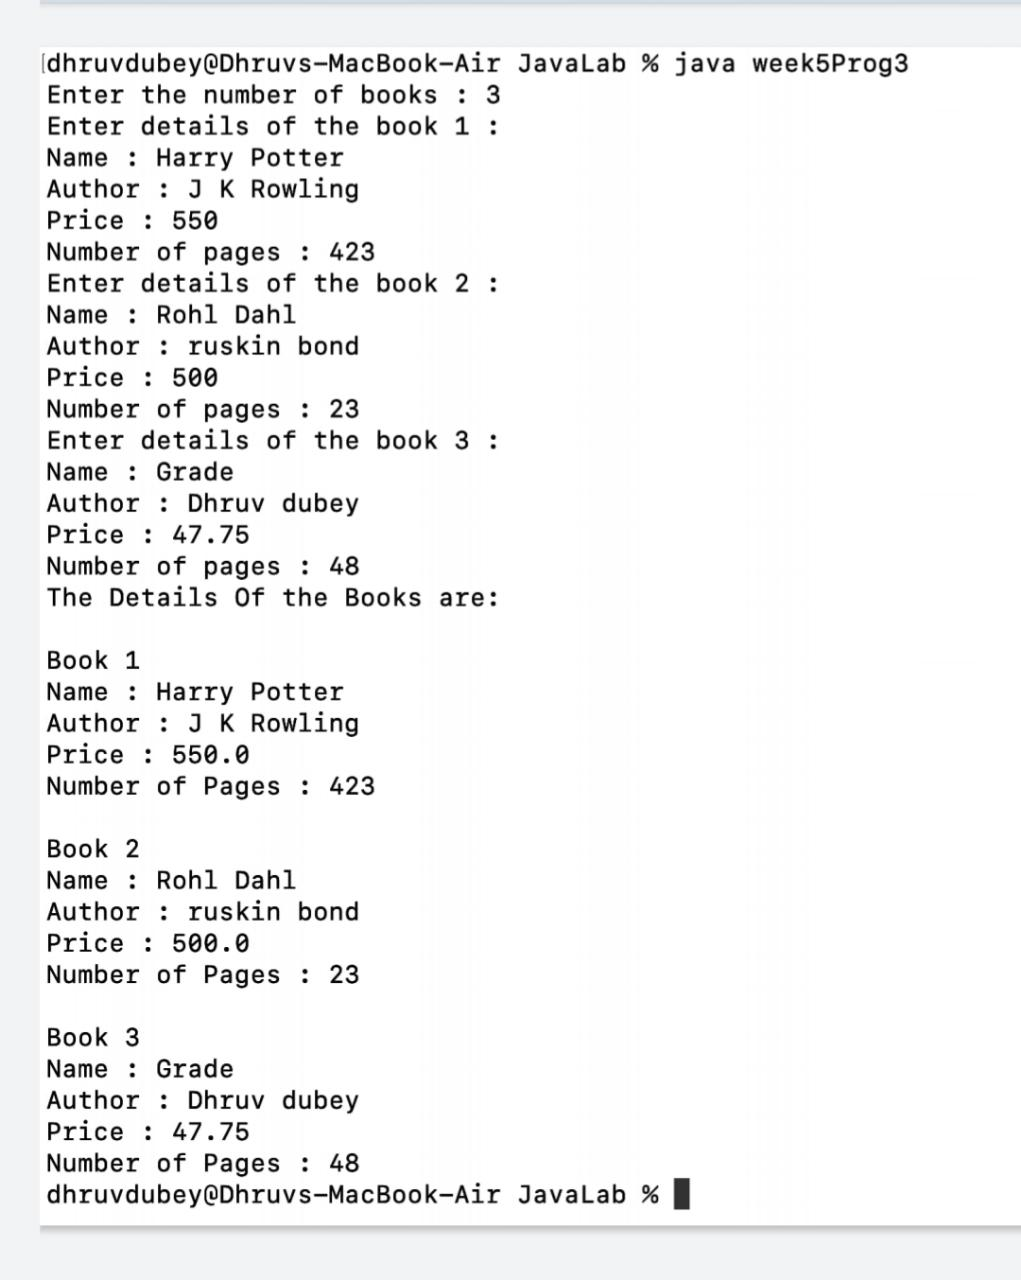 [dhruvdubey@Dhruvs-MacBook-Air JavaLab % java week5Prog3
Enter the number of books : 3
Enter details of the book 1 :
Name : Harry Potter
Author : J K Rowling
Price : 550
Number of pages : 423
Enter details of the book 2 :
Name : Rohl Dahl
Author : ruskin bond
Price : 500
Number of pages : 23
Enter details of the book 3 :
Name : Grade
Author : Dhruv dubey
Price : 47.75
Number of pages : 48
The Details Of the Books are:
Book 1
Name : Harry Potter
Author : J K Rowling
Price : 550.0
Number of Pages : 423
Book 2
Name : Rohl Dahl
Author : ruskin bond
Price : 500.0
Number of Pages : 23
Book 3
Name : Grade
Author : Dhruv dubey
Price : 47.75
Number of Pages : 48
dhruvdubey@Dhruvs-MacBook-Air JavaLab %